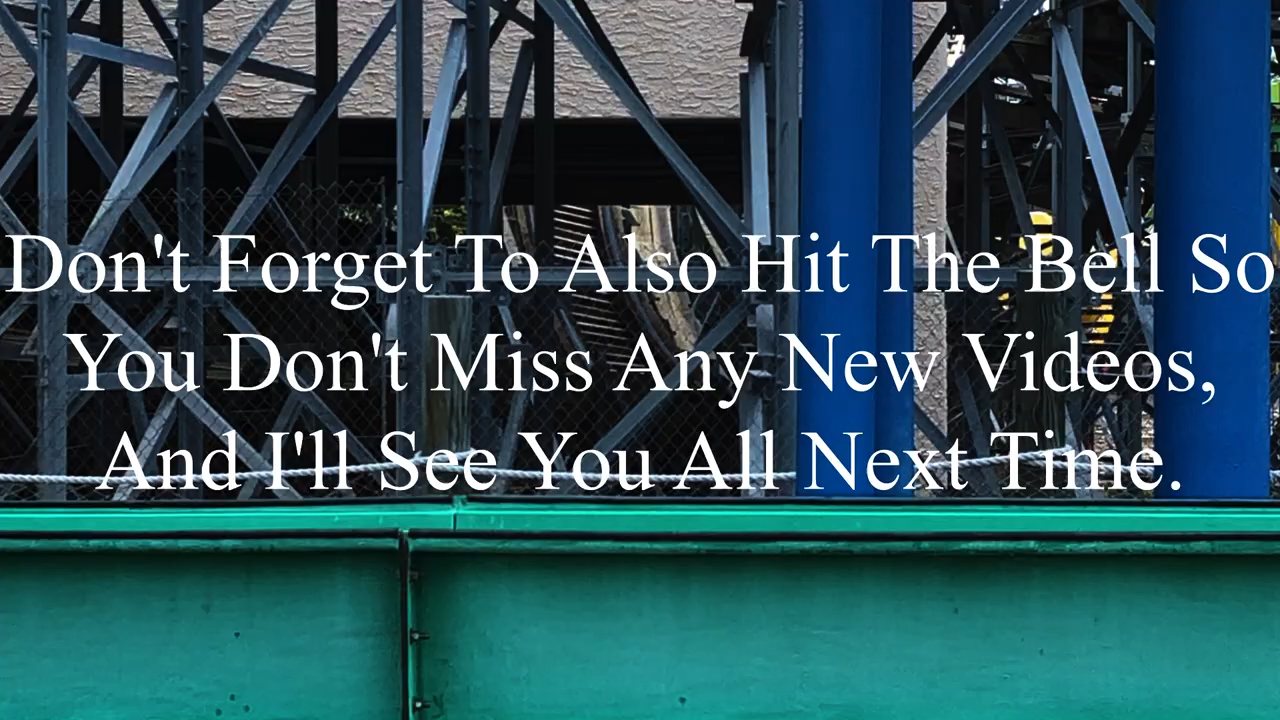 Don't Forget To Also Hit The Bell So
You Don't Miss Any New Videos,
And I'll See You All Next Time.